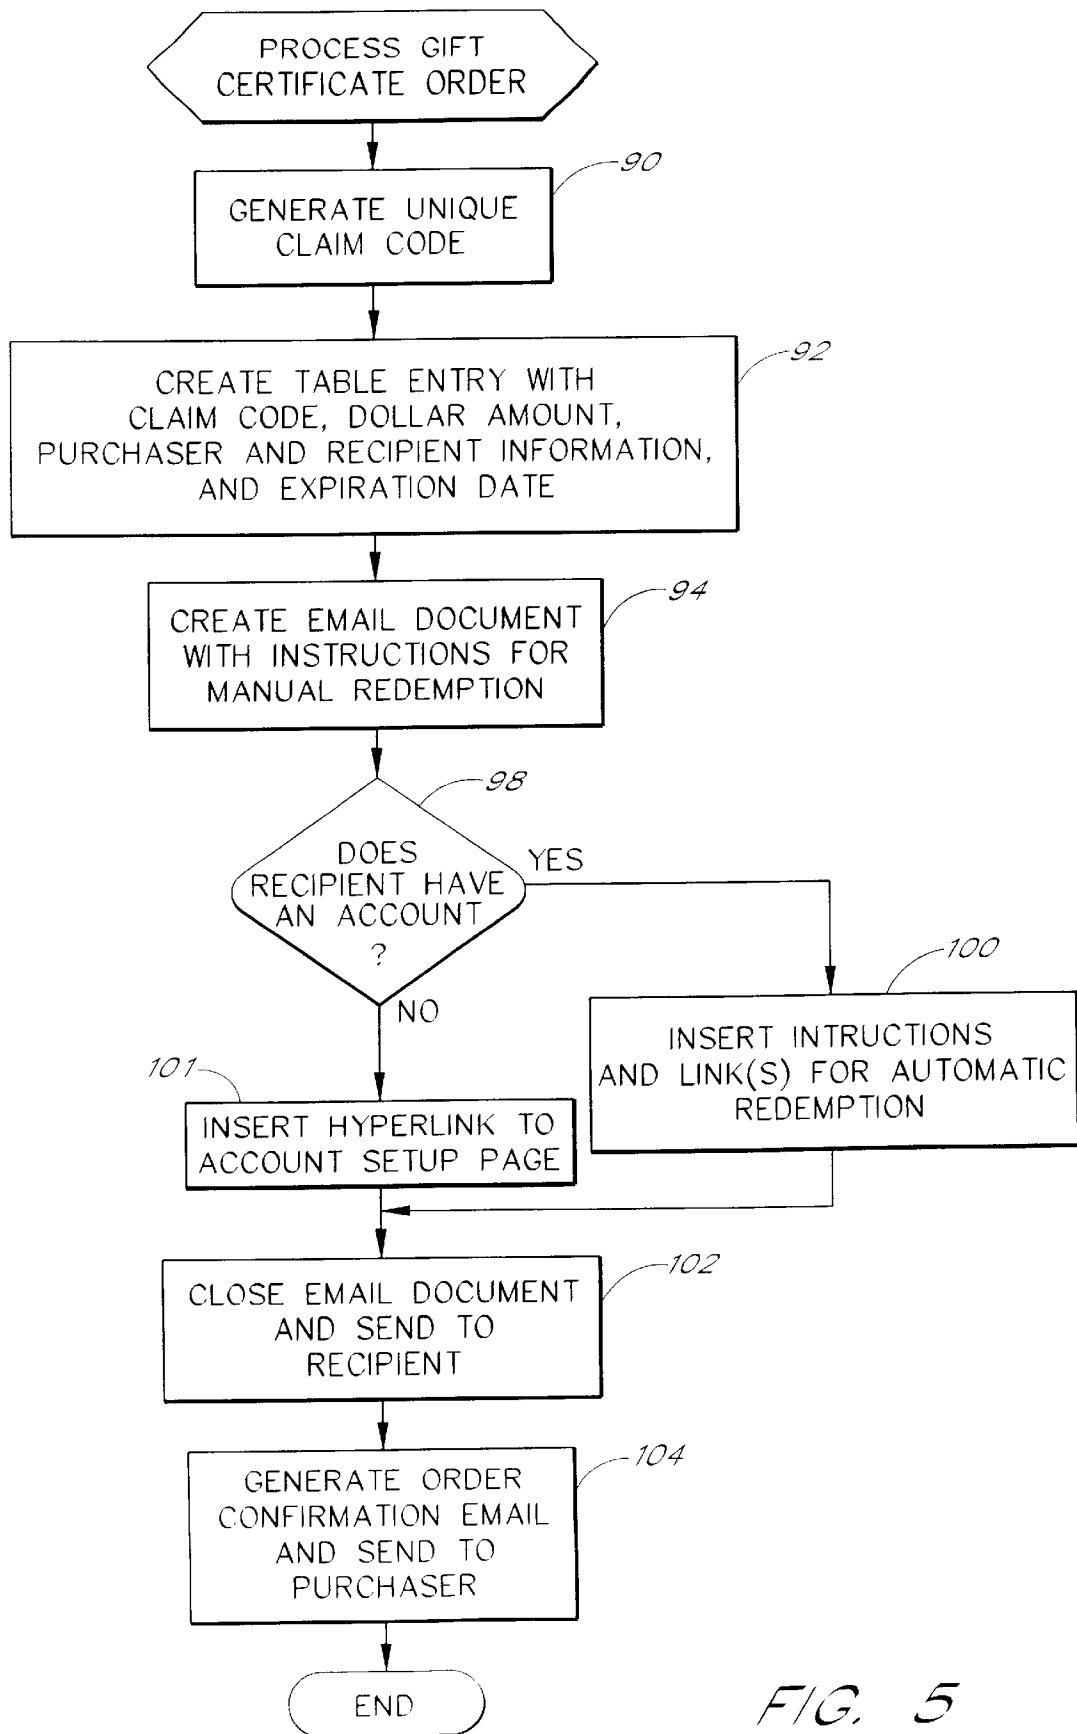 PROCESS GIFT
CERTIFICATE ORDER
90
GENERATE UNIQUE
CLAIM CODE
92
CREATE TABLE ENTRY WITH
CLAIM CODE, DOLLAR AMOUNT,
PURCHASER AND RECIPIENT INFORMATION,
AND EXPIRATION DATE
94
CREATE EMAIL DOCUMENT
WITH INSTRUCTIONS FOR
MANUAL REDEMPTION
98
DOES
RECIPIENT HAVE
AN ACCOUNT
?
YES
NO
100
INSERT INTRUCTIONS
AND LINK(S) FOR AUTOMATIC
REDEMPTION
101
INSERT HYPERLINK TO
ACCOUNT SETUP PAGE
102
CLOSE EMAIL DOCUMENT
AND SEND TO
RECIPIENT
104
GENERATE ORDER
CONFIRMATION EMAIL
AND SEND TO
PURCHASER
END
FIG. 5